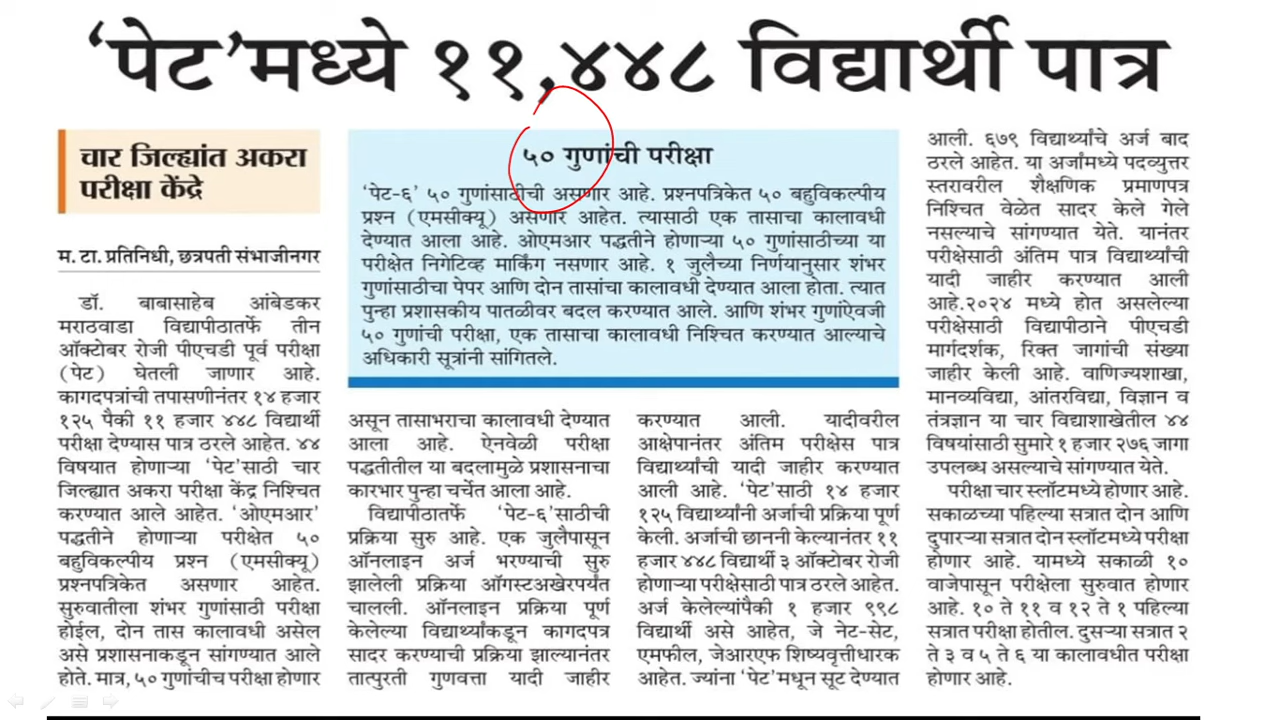 ‘पेट’मध्ये ११,४४८ विद्यार्थी पात्र
चार जिल्ह्यांत अकरा
परीक्षा केंद्रे
म. टा. प्रतिनिधी, छत्रपती संभाजीनगर
डॉ. बाबासाहेब आंबेडकर
मराठवाडा विद्यापीठातर्फे तीन
ऑक्टोबर रोजी पीएचडी पूर्व परीक्षा
(पेट) घेतली जाणार आहे.
कागदपत्रांची तपासणीनंतर १४ हजार
१२५ पैकी ११ हजार ४४८ विद्यार्थी
परीक्षा देण्यास पात्र ठरले आहेत. ४४
विषयात होणाऱ्या ‘पेट’साठी चार
जिल्ह्यात अकरा परीक्षा केंद्र निश्चित
करण्यात आले आहेत. ‘ओएमआर’
पद्धतीने होणाऱ्या परीक्षेत ५०
बहुविकल्पीय प्रश्न (एमसीक्यू)
प्रश्नपत्रिकेत असणार आहेत.
सुरुवातीला शंभर गुणांसाठी परीक्षा
होईल, दोन तास कालावधी असेल
असे प्रशासनाकडून सांगण्यात आले
होते. मात्र, ५० गुणांचीच परीक्षा होणार
५० गुणांची परीक्षा
‘पेट-६’ ५० गुणांसाठीची असणार आहे. प्रश्नपत्रिकेत ५० बहुविकल्पीय
प्रश्न (एमसीक्यू) असणार आहेत. त्यासाठी एक तासाचा कालावधी
देण्यात आला आहे. ओएमआर पद्धतीने होणाऱ्या ५० गुणांसाठीच्या या
परीक्षेत निगेटिव्ह मार्किंग नसणार आहे. १ जुलैच्या निर्णयानुसार शंभर
गुणांसाठीचा पेपर आणि दोन तासांचा कालावधी देण्यात आला होता. त्यात
पुन्हा प्रशासकीय पातळीवर बदल करण्यात आले. आणि शंभर गुणांऐवजी
५० गुणांची परीक्षा, एक तासाचा कालावधी निश्चित करण्यात आल्याचे
अधिकारी सूत्रांनी सांगितले.
असून तासाभराचा कालावधी देण्यात
आला आहे. ऐनवेळी परीक्षा
पद्धतीतील या बदलामुळे प्रशासनाचा
कारभार पुन्हा चर्चेत आला आहे.
विद्यापीठातर्फे ‘पेट-६’साठीची
प्रक्रिया सुरु आहे. एक जुलैपासून
ऑनलाइन अर्ज भरण्याची सुरु
झालेली प्रक्रिया ऑगस्टअखेरपर्यंत
चालली. ऑनलाइन प्रक्रिया पूर्ण
केलेल्या विद्यार्थ्यांकडून कागदपत्र
सादर करण्याची प्रक्रिया झाल्यानंतर
तात्पुरती गुणवत्ता यादी जाहीर
करण्यात आली. यादीवरील
आक्षेपानंतर अंतिम परीक्षेस पात्र
विद्यार्थ्यांची यादी जाहीर करण्यात
आली आहे. ‘पेट’साठी १४ हजार
१२५ विद्यार्थ्यांनी अर्जाची प्रक्रिया पूर्ण
केली. अर्जाची छाननी केल्यानंतर ११
हजार ४४८ विद्यार्थी ३ ऑक्टोबर रोजी
होणाऱ्या परीक्षेसाठी पात्र ठरले आहेत.
अर्ज केलेल्यांपैकी १ हजार ९९८
विद्यार्थी असे आहेत, जे नेट-सेट,
एमफील, जेआरएफ शिष्यवृत्तीधारक
आहेत. ज्यांना ‘पेट’मधून सूट देण्यात
आली. ६७९ विद्यार्थ्यांचे अर्ज बाद
ठरले आहेत. या अर्जांमध्ये पदव्युत्तर
स्तरावरील शैक्षणिक प्रमाणपत्र
निश्चित वेळेत सादर केले गेले
नसल्याचे सांगण्यात येते. यानंतर
परीक्षेसाठी अंतिम पात्र विद्यार्थ्यांची
यादी जाहीर करण्यात आली
आहे.२०२४ मध्ये होत असलेल्या
परीक्षेसाठी विद्यापीठाने पीएचडी
मार्गदर्शक, रिक्त जागांची संख्या
जाहीर केली आहे. वाणिज्यशाखा,
मानव्यविद्या, आंतरविद्या, विज्ञान व
तंत्रज्ञान या चार विद्याशाखेतील ४४
विषयांसाठी सुमारे १ हजार २७६ जागा
उपलब्ध असल्याचे सांगण्यात येते.
परीक्षा चार स्लॉटमध्ये होणार आहे.
सकाळच्या पहिल्या सत्रात दोन आणि
दुपारच्या सत्रात दोन स्लॉटमध्ये परीक्षा
होणार आहे. यामध्ये सकाळी १०
वाजेपासून परीक्षेला सुरुवात होणार
आहे. १० ते ११ व १२ ते १ पहिल्या
सत्रात परीक्षा होतील. दुसऱ्या सत्रात २
ते ३ व ५ ते ६ या कालावधीत परीक्षा
होणार आहे.